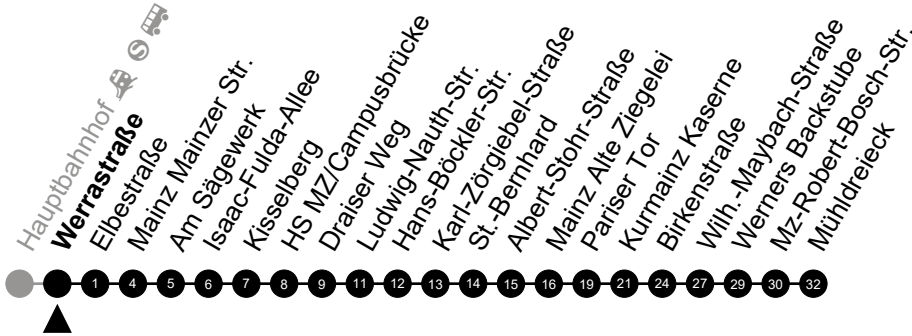 Hauptbahnhof
Werrastraße
Elbestraße
Mainz Mainzer Str.
Am Sägewerk
Isaac-Fulda-Allee
Kisselberg
HS MZ/Campusbrücke
Draiser Weg
Ludwig-Nauth-Str.
Hans-Böckler-Str.
Karl-Zörgiebel-Straße
St.-Bernhard
Albert-Stohr-Straße
Mainz Alte Ziegelei
Pariser Tor
Kurmainz Kaserne
Birkenstraße
Wilh.-Maybach-Straße
Werners Backstube
Mz-Robert-Bosch-Str.
Mühldreieck
1 4 5 6 7 8 9 11 12 13 14 15 16 19 21 24 27 29 30 32